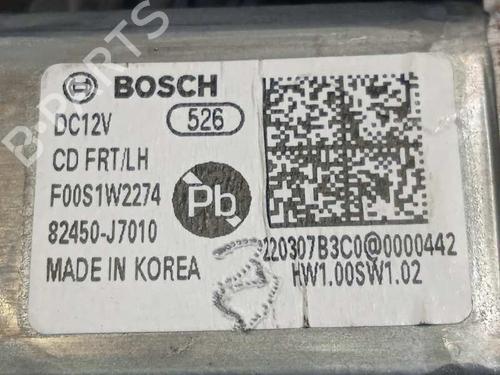 BOSCH
DC12V 526
CD FRT/LH
F00S1W2274
Pb
82450-J7010
MADE IN KOREA
220307B3C0@0000442
HW1.00SW1.02
B-PARTS